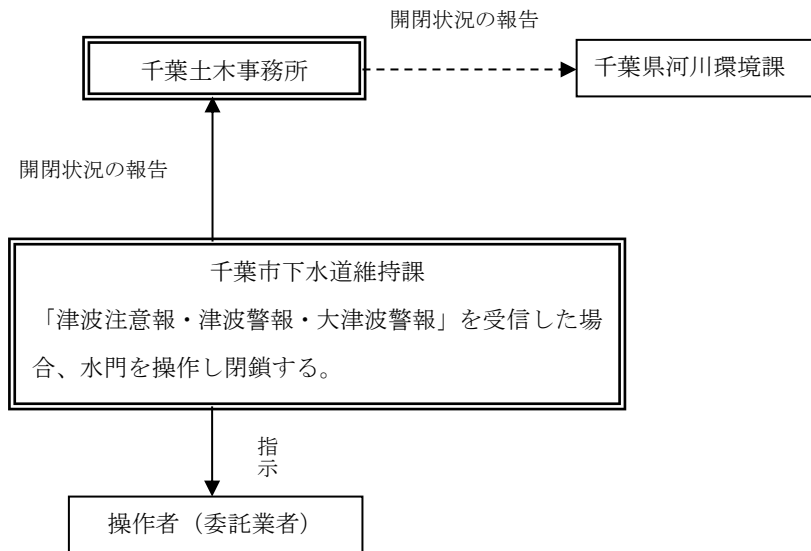 開閉状況の報告
千葉土木事務所
千葉県河川環境課
開閉状況の報告
千葉市下水道維持課
「津波注意報・津波警報・大津波警報」を受信した場
合、水門を操作し閉鎖する。
指示
操作者（委託業者）